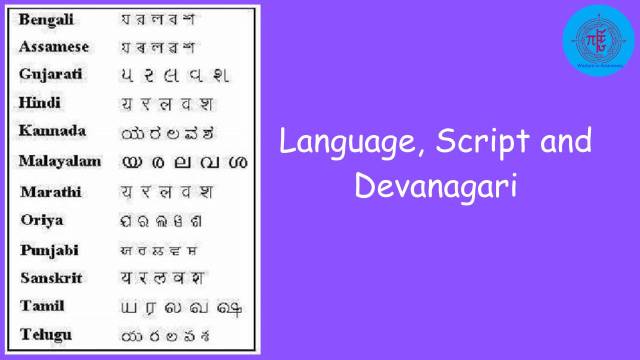 Bengali য র ল ব শ
Assamese য ৰ ল ৱ শ
Gujarati ય ર લ વ શ
Hindi य र ल व श
Kannada ಯ ರ ಲ ವ ಶ
Malayalam യ ര ല വ ശ
Marathi य र ल व श
Oriya ଯ ର ଲ ୱ ଶ
Punjabi ਯ ਰ ਲ ਵ ਸ
Sanskrit य र ल व श
Tamil ய ர ல வ ஷ
Telugu య ర ల వ శ
Language, Script and
Devanagari